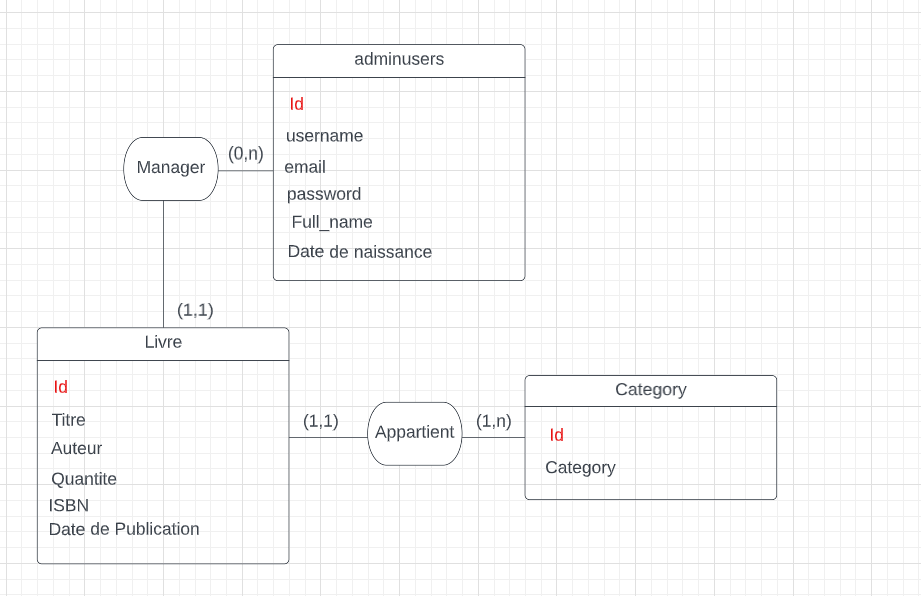 adminusers
Id
username
email
password
Full_name
Date de naissance
Manager
(0,n)
(1,1)
Livre
Id
Titre
Auteur
Quantite
ISBN
Date de Publication
(1,1)
Appartient
(1,n)
Category
Id
Category